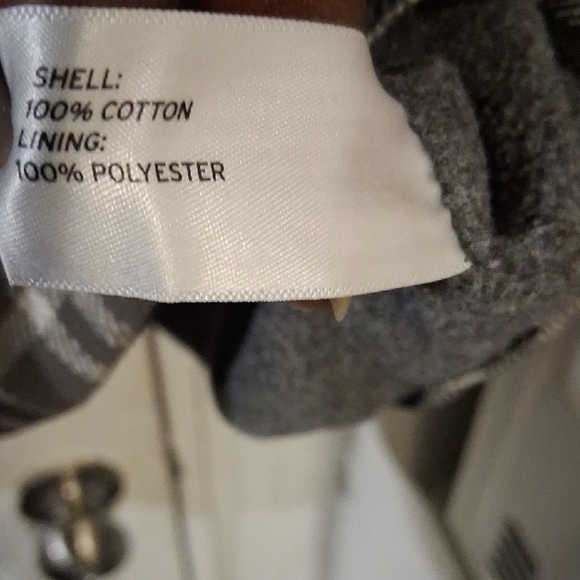 SHELL:
100% COTTON
LINING:
100% POLYESTER